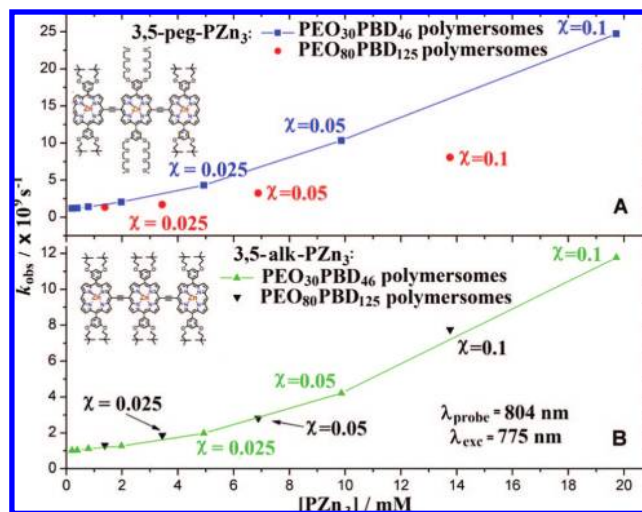 3,5-peg-PZn₃: PEO₃₀PBD₄₆ polymersomes
PEO₈₀PBD₁₂₅ polymersomes
χ=0.1
χ=0.05
χ=0.025
χ=0.1
χ=0.05
χ = 0.025
A
25
20
15
10
5
0
k_obs / x 10⁹ s⁻¹
3,5-alk-PZn₃:
PEO₃₀PBD₄₆ polymersomes
PEO₈₀PBD₁₂₅ polymersomes
χ=0.1
χ=0.1
χ=0.05
χ = 0.025
χ=0.05
χ = 0.025
λprobe = 804 nm
λexc = 775 nm
B
12
10
8
6
4
2
0
0 2 4 6 8 10 12 14 16 18 20
[PZn₃] / mM